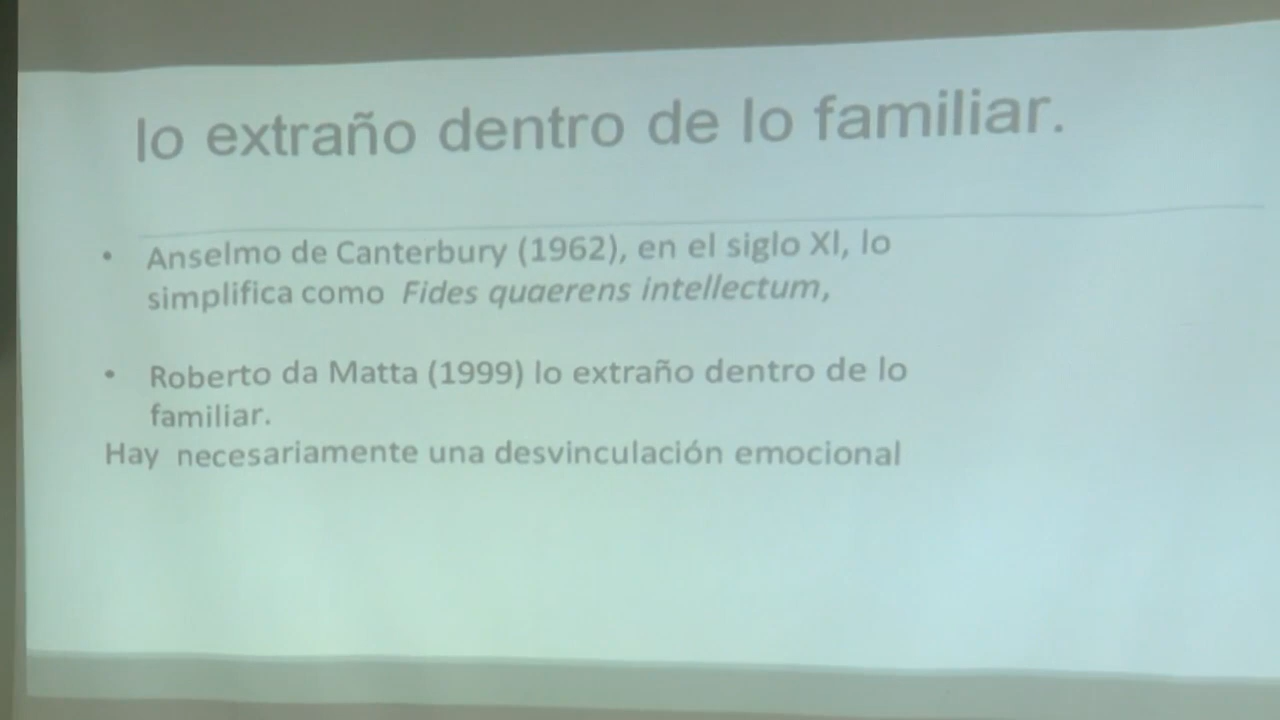 lo extraño dentro de lo familiar.
• Anselmo de Canterbury (1962), en el siglo XI, lo
simplifica como Fides quaerens intellectum,
• Roberto da Matta (1999) lo extraño dentro de lo
familiar.
Hay necesariamente una desvinculación emocional